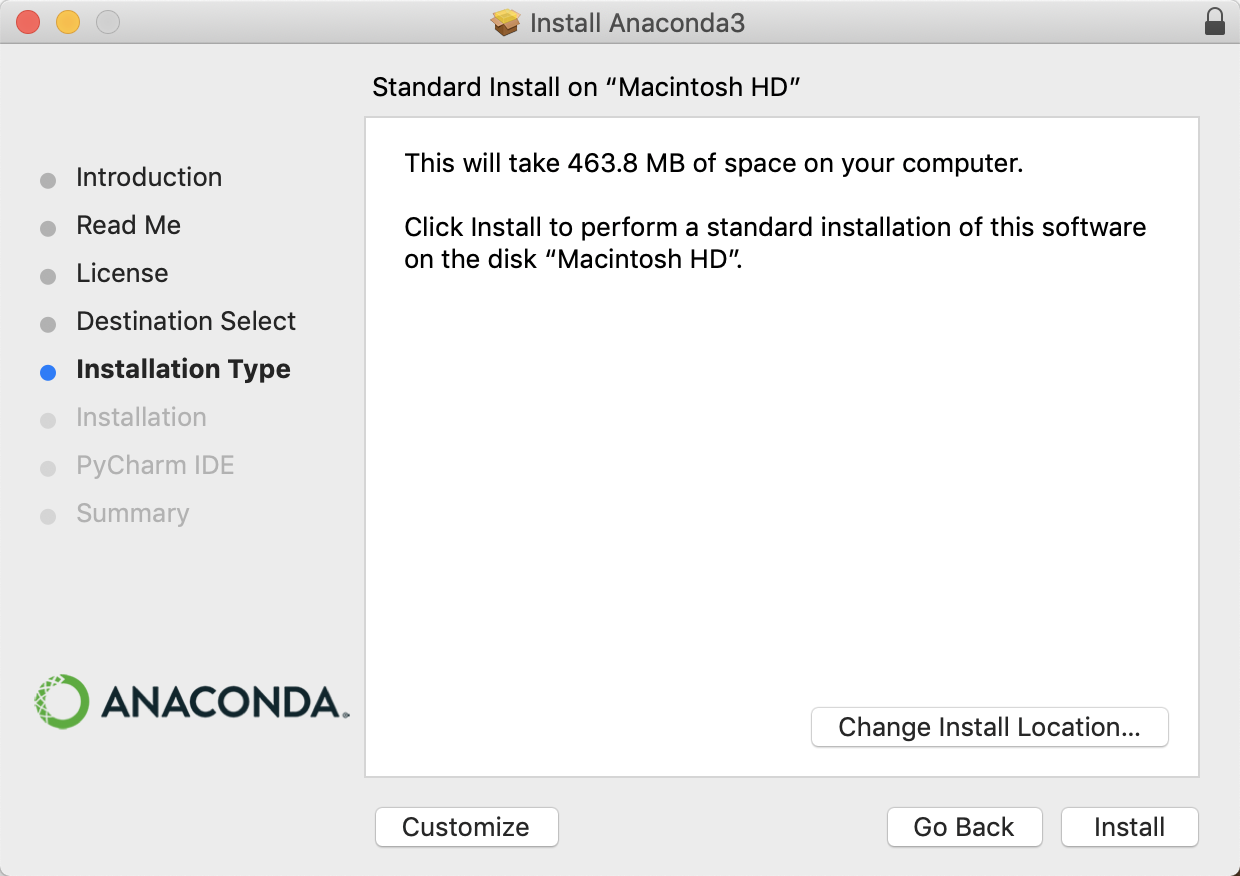 Install Anaconda3
Standard Install on “Macintosh HD”
Introduction
Read Me
License
Destination Select
Installation Type
Installation
PyCharm IDE
Summary
This will take 463.8 MB of space on your computer.
Click Install to perform a standard installation of this software
on the disk “Macintosh HD”.
ANACONDA.
Change Install Location...
Customize
Go Back
Install